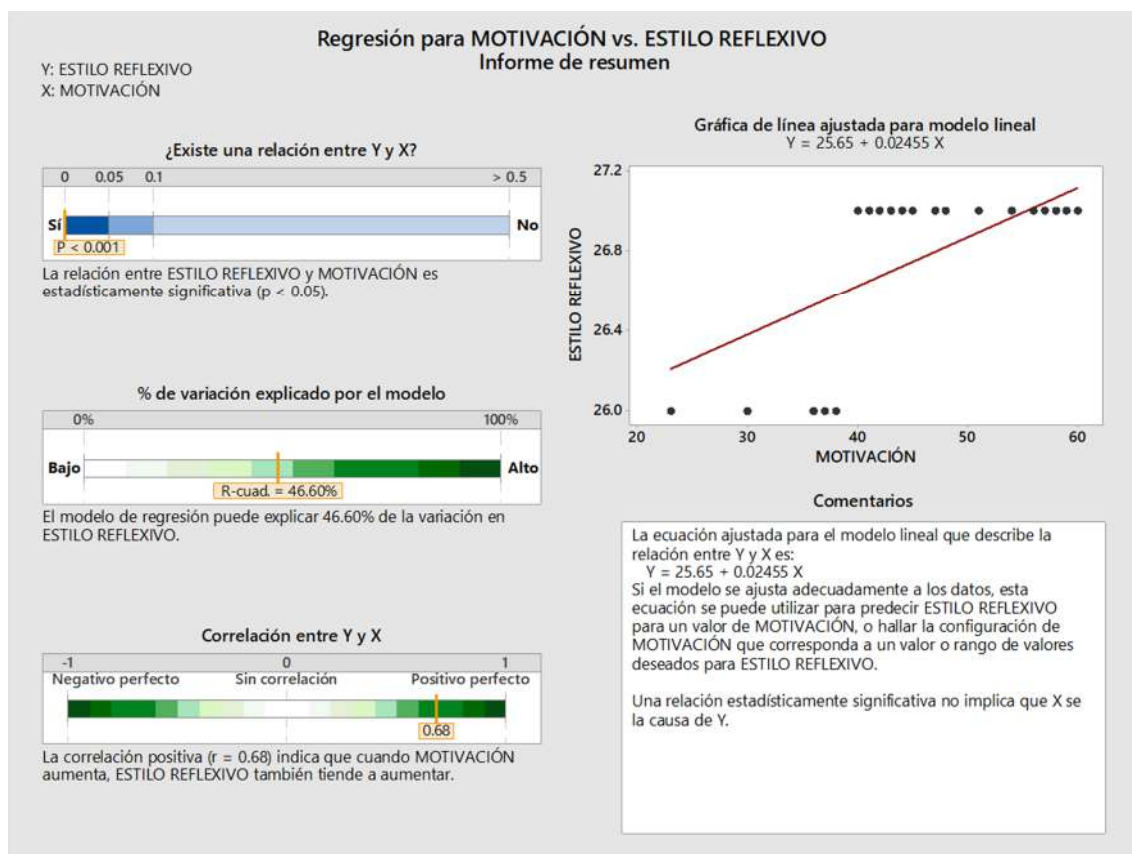 Regresión para MOTIVACIÓN vs. ESTILO REFLEXIVO
Informe de resumen
Y: ESTILO REFLEXIVO
X: MOTIVACIÓN
¿Existe una relación entre Y y X?
0 0.05 0.1 > 0.5
Sí No
P < 0.001
La relación entre ESTILO REFLEXIVO y MOTIVACIÓN es
estadísticamente significativa (p < 0.05).
% de variación explicado por el modelo
0% 100%
Bajo Alto
R-cuad. = 46.60%
El modelo de regresión puede explicar 46.60% de la variación en
ESTILO REFLEXIVO.
Correlación entre Y y X
-1 0 1
Negativo perfecto Sin correlación Positivo perfecto
0.68
La correlación positiva (r = 0.68) indica que cuando MOTIVACIÓN
aumenta, ESTILO REFLEXIVO también tiende a aumentar.
Gráfica de línea ajustada para modelo lineal
Y = 25.65 + 0.02455 X
27.2
26.8
26.4
26.0
ESTILO REFLEXIVO
20 30 40 50 60
MOTIVACIÓN
Comentarios
La ecuación ajustada para el modelo lineal que describe la
relación entre Y y X es:
Y = 25.65 + 0.02455 X
Si el modelo se ajusta adecuadamente a los datos, esta
ecuación se puede utilizar para predecir ESTILO REFLEXIVO
para un valor de MOTIVACIÓN, o hallar la configuración de
MOTIVACIÓN que corresponda a un valor o rango de valores
deseados para ESTILO REFLEXIVO.
Una relación estadísticamente significativa no implica que X se
la causa de Y.